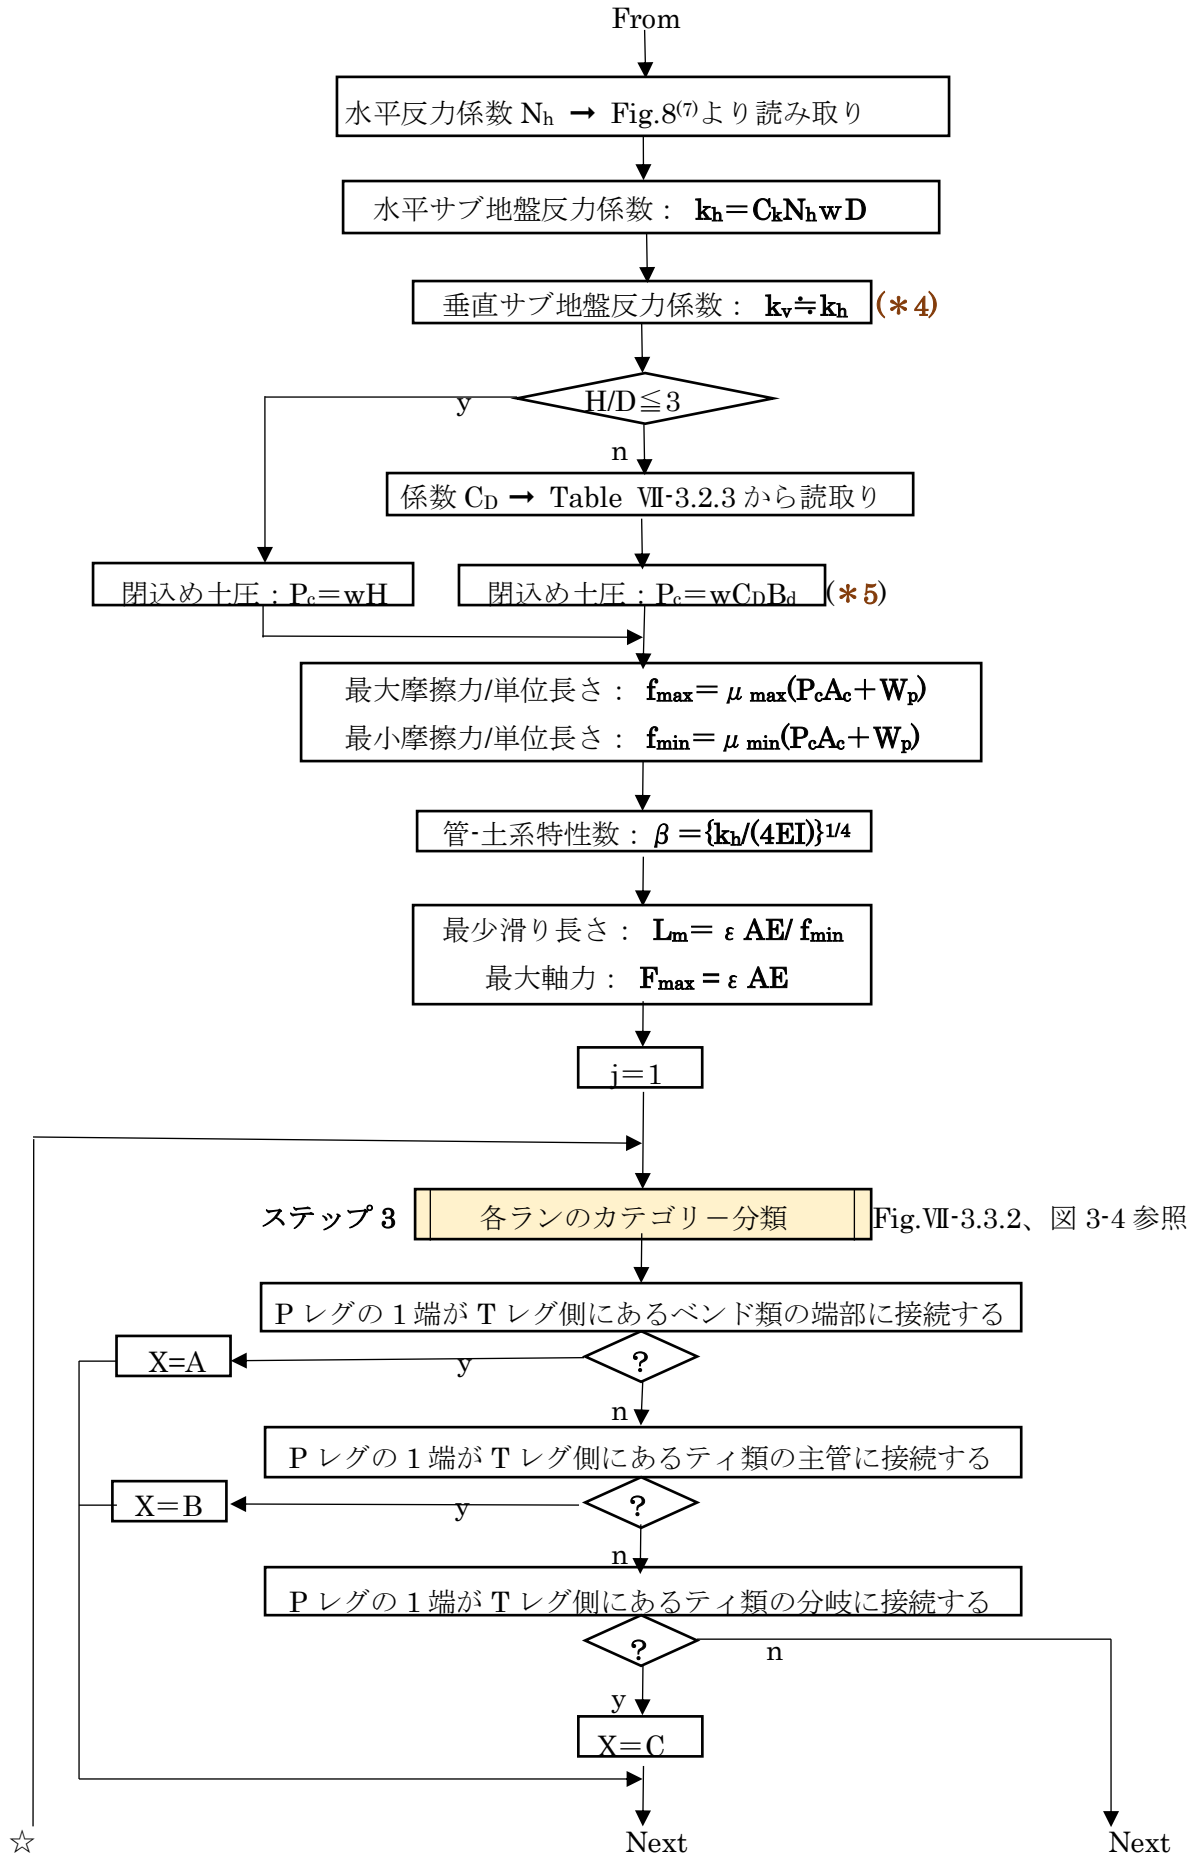 From
水平反力係数 Nh → Fig.8(7)より読み取り
水平サブ地盤反力係数： kh＝CkNhwD
垂直サブ地盤反力係数： kv≒kh (＊4)
H/D≦3
y
n
係数 CD → Table Ⅶ-3.2.3 から読取り
閉込め土圧：Pc＝wH
閉込め土圧：Pc＝wCDBd (＊5)
最大摩擦力/単位長さ： fmax＝μmax(PcAc＋Wp)
最小摩擦力/単位長さ： fmin＝μmin(PcAc＋Wp)
管-土系特性数：β＝{kh/(4EI)}1/4
最少滑り長さ： Lm＝εAE/ fmin
最大軸力： Fmax = εAE
j＝1
ステップ 3 各ランのカテゴリ－分類 Fig.Ⅶ-3.3.2、図 3-4 参照
P レグの 1 端が T レグ側にあるベンド類の端部に接続する
X=A
y
？
n
P レグの 1 端が T レグ側にあるティ類の主管に接続する
X＝B
y
？
n
P レグの 1 端が T レグ側にあるティ類の分岐に接続する
？
n
y
X＝C
☆
Next
Next